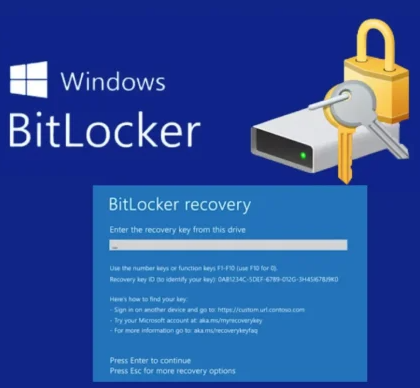 Windows
BitLocker
BitLocker recovery
Enter the recovery key from this drive
Use the number keys or function keys F1-F10 (use F10 for 0).
Recovery key ID (to identify your key): 0AB1234C-5DEF-6789-012G-3H45I678J9K0
Here's how to find your key:
- Sign in on another device and go to: https://custom.url.contoso.com
- Try your Microsoft account at: aka.ms/myrecoverykey
- For more information go to: aka.ms/recoverykeyfaq
Press Enter to continue
Press Esc for more recovery options